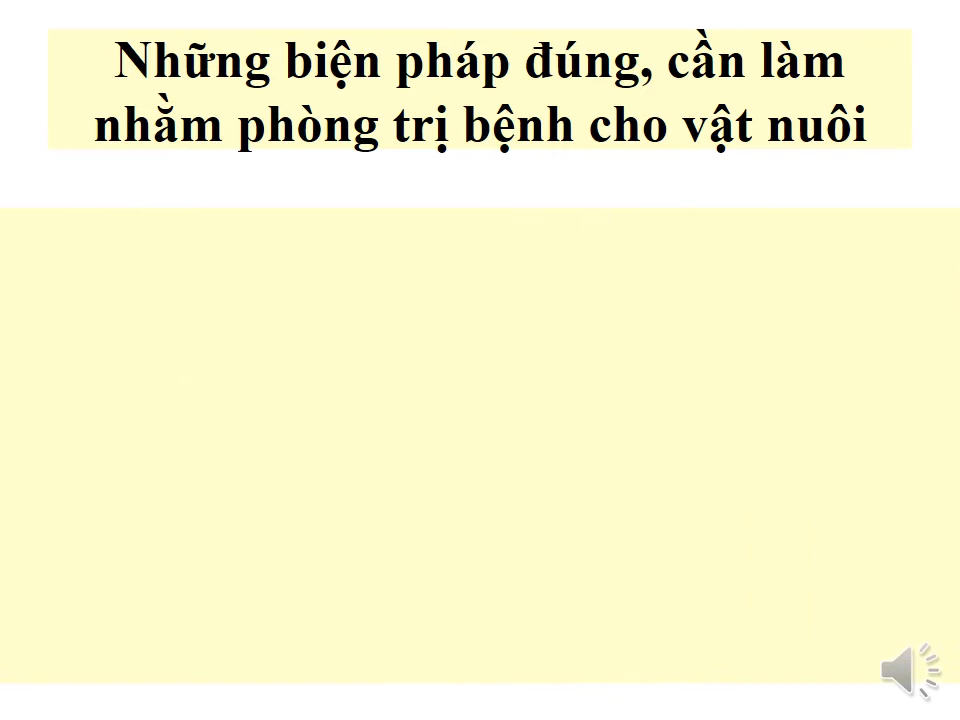 Những biện pháp đúng, cần làm
nhằm phòng trị bệnh cho vật nuôi